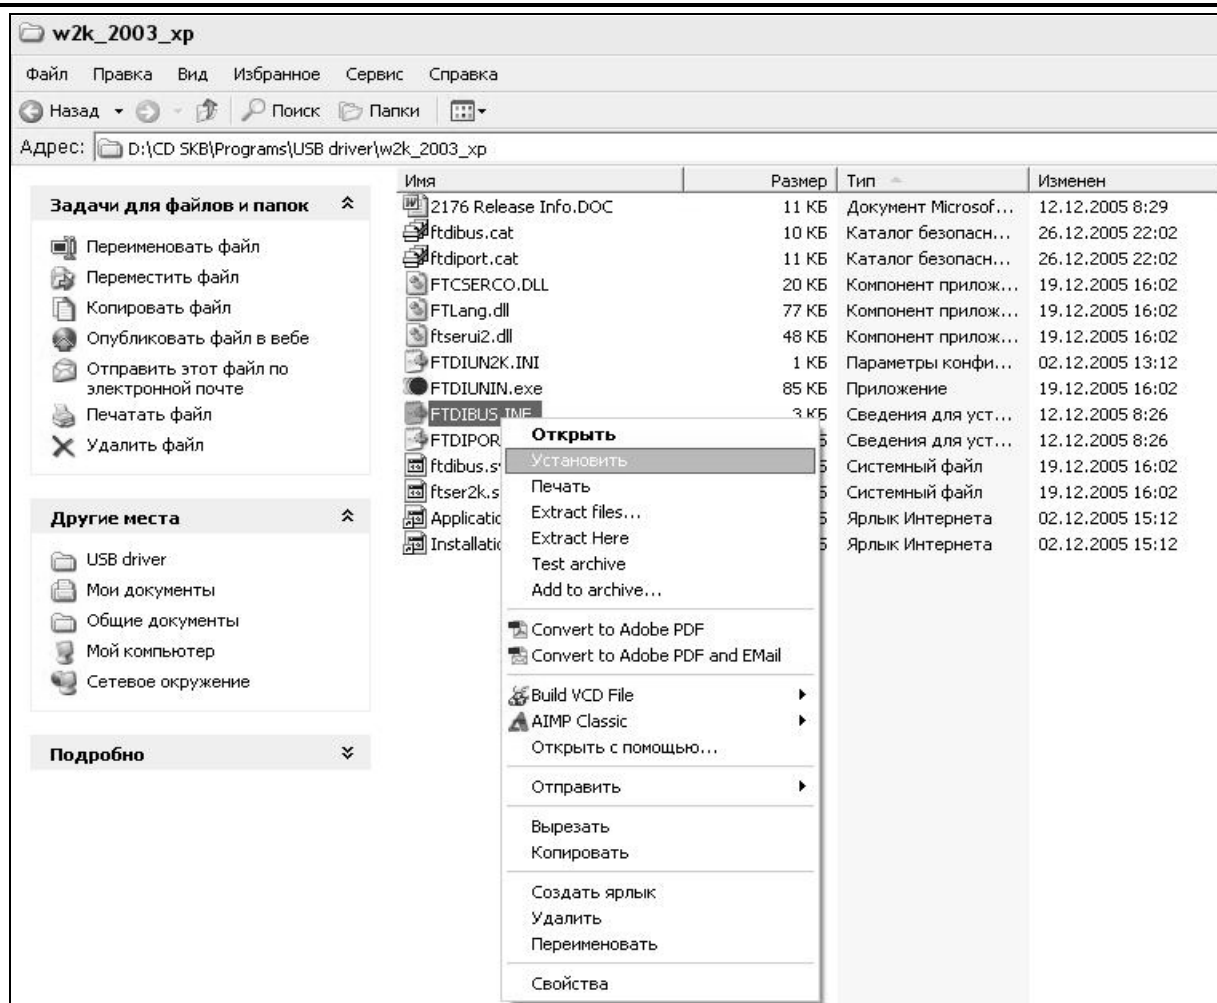 w2k_2003_xp
Файл Правка Вид Избранное Сервис Справка
Назад Поиск Папки
Адрес: D:\CD SKB\Programs\USB driver\w2k_2003_xp
Задачи для файлов и папок
Переименовать файл
Переместить файл
Копировать файл
Опубликовать файл в вебе
Отправить этот файл по
электронной почте
Печатать файл
Удалить файл
Другие места
USB driver
Мои документы
Общие документы
Мой компьютер
Сетевое окружение
Подробно
Имя Размер Тип Изменен
2176 Release Info.DOC 11 КБ Документ Microsof... 12.12.2005 8:29
ftdibus.cat 10 КБ Каталог безопасн... 26.12.2005 22:02
ftdiport.cat 11 КБ Каталог безопасн... 26.12.2005 22:02
FTCSERCO.DLL 20 КБ Компонент прилож... 19.12.2005 16:02
FTLang.dll 77 КБ Компонент прилож... 19.12.2005 16:02
ftserui2.dll 48 КБ Компонент прилож... 19.12.2005 16:02
FTDIUN2K.INI 1 КБ Параметры конфи... 02.12.2005 13:12
FTDIUNIN.exe 85 КБ Приложение 19.12.2005 16:02
FTDIBUS.INF 3 КБ Сведения для уст... 12.12.2005 8:26
FTDIPOR Б Сведения для уст... 12.12.2005 8:26
ftdibus.s Б Системный файл 19.12.2005 16:02
ftser2k.s Б Системный файл 19.12.2005 16:02
Applicatio Б Ярлык Интернета 02.12.2005 15:12
Installatio Б Ярлык Интернета 02.12.2005 15:12
Открыть
Установить
Печать
Extract files...
Extract Here
Test archive
Add to archive...
Convert to Adobe PDF
Convert to Adobe PDF and EMail
Build VCD File
AIMP Classic
Открыть с помощью...
Отправить
Вырезать
Копировать
Создать ярлык
Удалить
Переименовать
Свойства